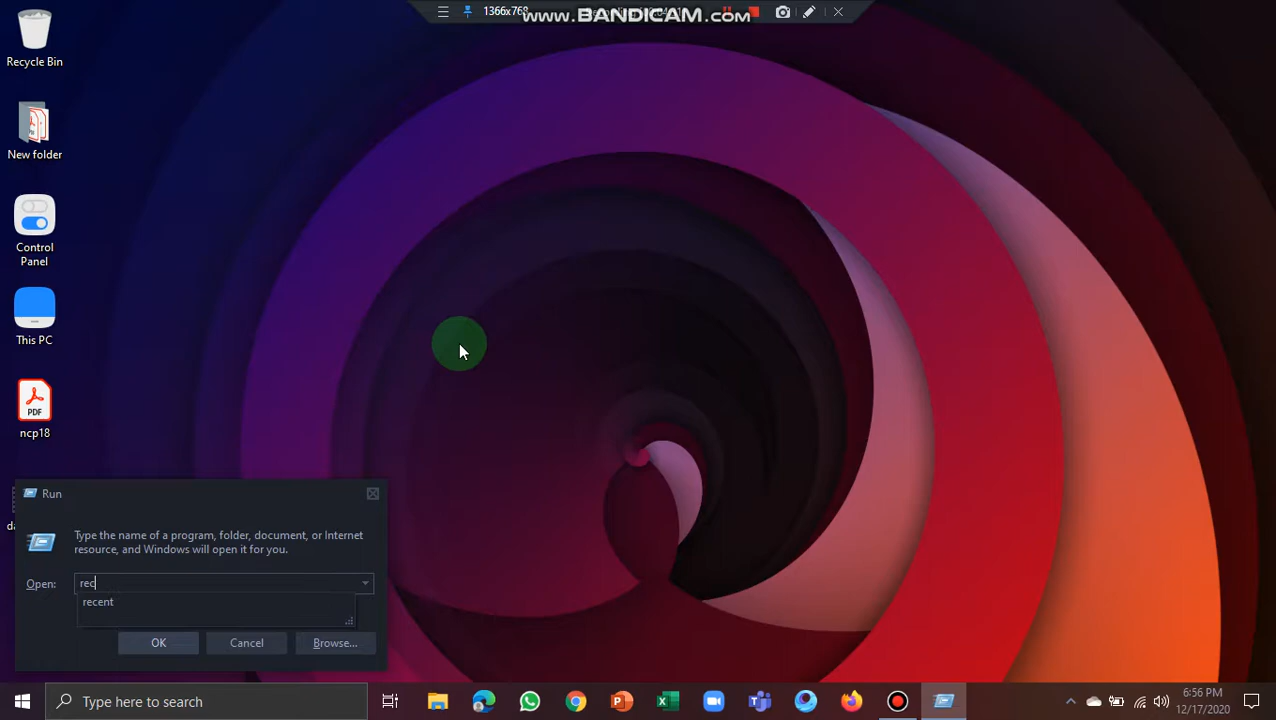 1366x768
www.BANDICAM.com
Recycle Bin
New folder
Control
Panel
This PC
PDF
ncp18
da
Run
Type the name of a program, folder, document, or Internet
resource, and Windows will open it for you.
Open:
rec
recent
OK
Cancel
Browse...
Type here to search
6:56 PM
12/17/2020